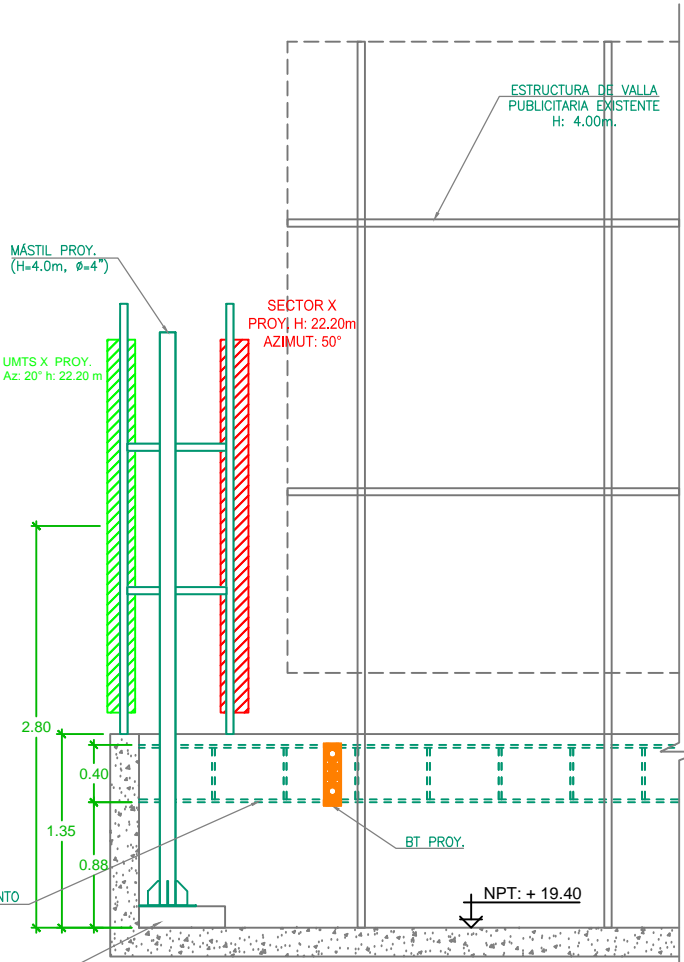 ESTRUCTURA DE VALLA
PUBLICITARIA EXISTENTE
H: 4.00m.
MÁSTIL PROY.
(H=4.0m, Ø=4")
SECTOR X
PROY. H: 22.20m
AZIMUT: 50°
UMTS X PROY.
Az: 20° h: 22.20 m
2.80
0.40
1.35
0.88
BT PROY.
NTO
NPT: + 19.40